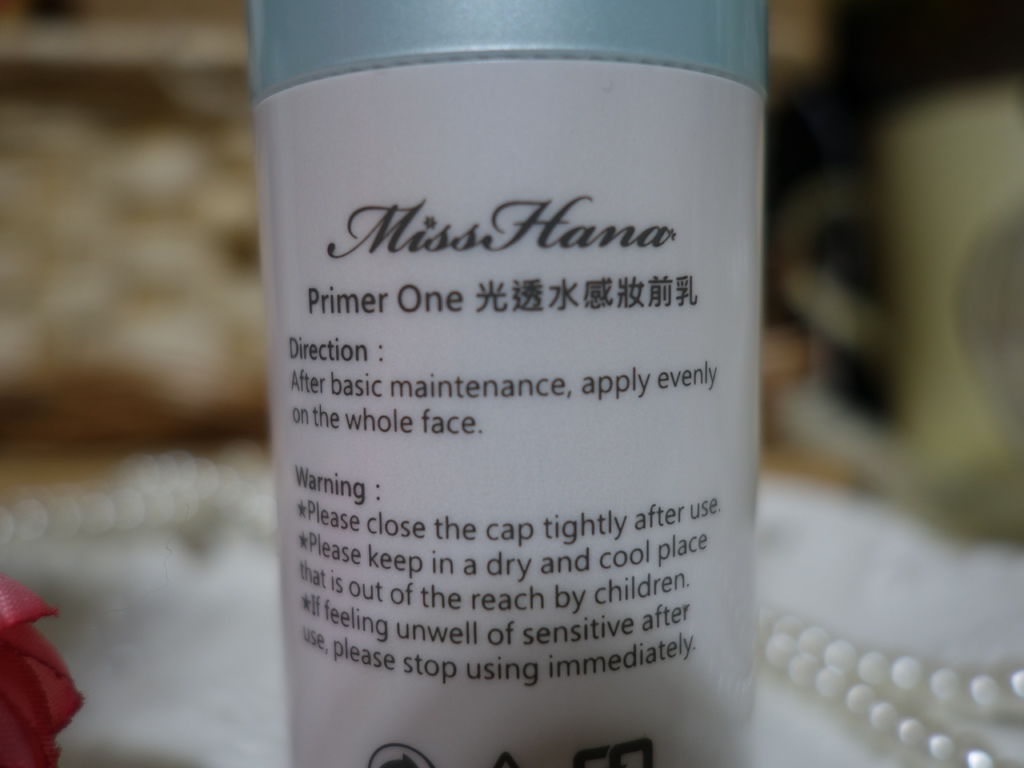 Miss Hana
Primer One 光透水感妝前乳
Direction :
After basic maintenance, apply evenly
on the whole face.
Warning :
*Please close the cap tightly after use.
*Please keep in a dry and cool place
that is out of the reach by children.
*If feeling unwell of sensitive after
use, please stop using immediately.